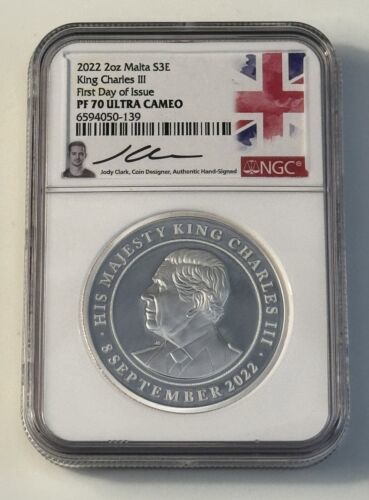 2022 2oz Malta S3E
King Charles III
First Day of Issue
PF 70 ULTRA CAMEO
6594050-139
Jody Clark, Coin Designer, Authentic Hand-Signed
NGC
HIS MAJESTY KING CHARLES III
8 SEPTEMBER 2022